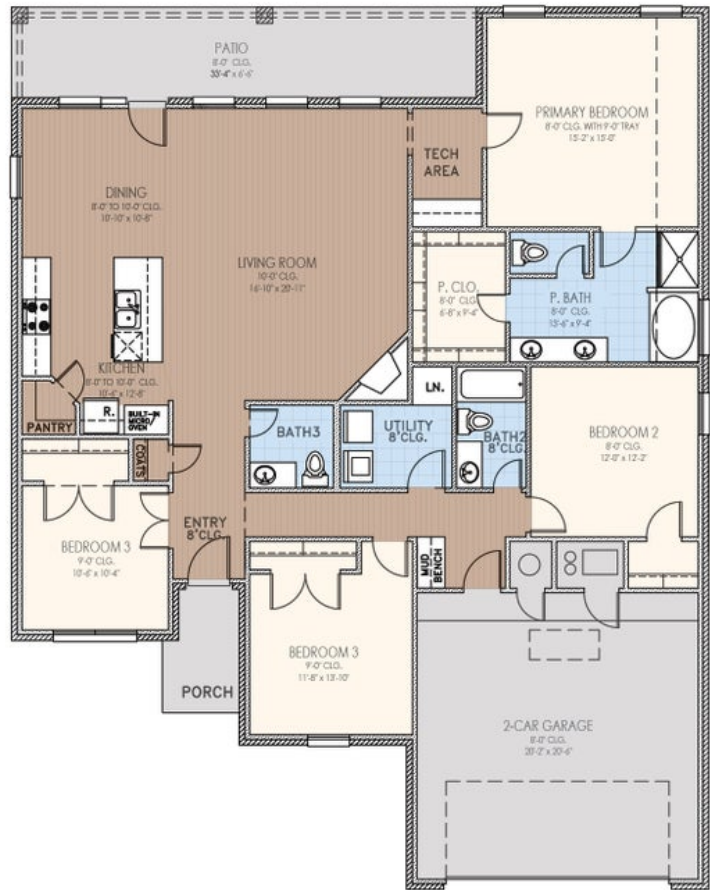 PATIO
8'-0" CLG.
33'-4" x 6'-6"
PRIMARY BEDROOM
8'-0" CLG. WITH 9'-0" TRAY
15'-2" x 15'-0"
TECH
AREA
DINING
8'-0" TO 10'-0" CLG.
10'-10" x 10'-8"
LIVING ROOM
10'-0" CLG.
16'-10" x 20'-11"
P. CLO.
8'-0" CLG.
6'-8" x 9'-4"
P. BATH
8'-0" CLG.
13'-6" x 9'-4"
KITCHEN
8'-0" TO 10'-0" CLG.
10'-6" x 12'-8"
PANTRY
R.
BUILT-IN
MICRO/
OVEN
COATS
LN.
BATH3
UTILITY
8'CLG.
BATH2
8'CLG.
BEDROOM 2
8'-0" CLG.
12'-0" x 12'-2"
ENTRY
8'CLG.
BEDROOM 3
9'-0" CLG.
10'-6" x 10'-4"
MUD
BENCH
BEDROOM 3
9'-0" CLG.
11'-8" x 13'-10"
PORCH
2-CAR GARAGE
8'-0" CLG.
20'-2" x 20'-6"